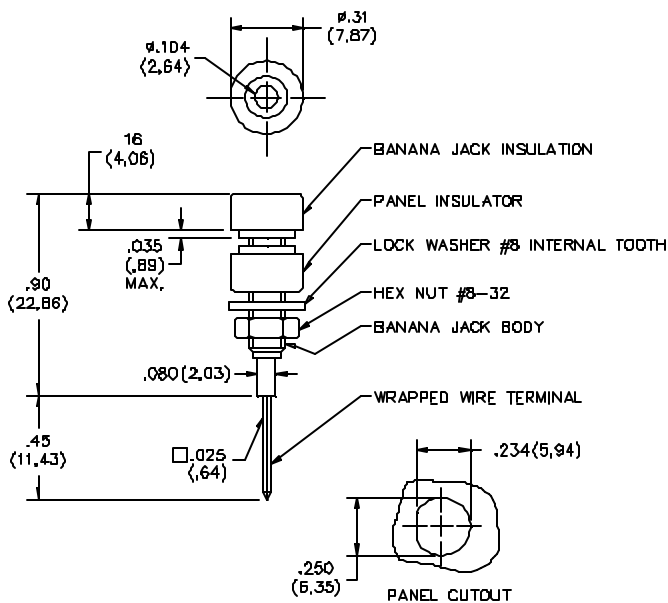 ø.31
(7,87)
ø.104
(2,64)
16
(4,06)
BANANA JACK INSULATION
PANEL INSULATOR
.035
(.89)
MAX.
LOCK WASHER #8 INTERNAL TOOTH
.90
(22,86)
HEX NUT #8-32
BANANA JACK BODY
.080(2,03)
WRAPPED WIRE TERMINAL
.45
(11,43)
□.025
(,64)
.234(5,94)
.250
(6,35)
PANEL CUTOUT